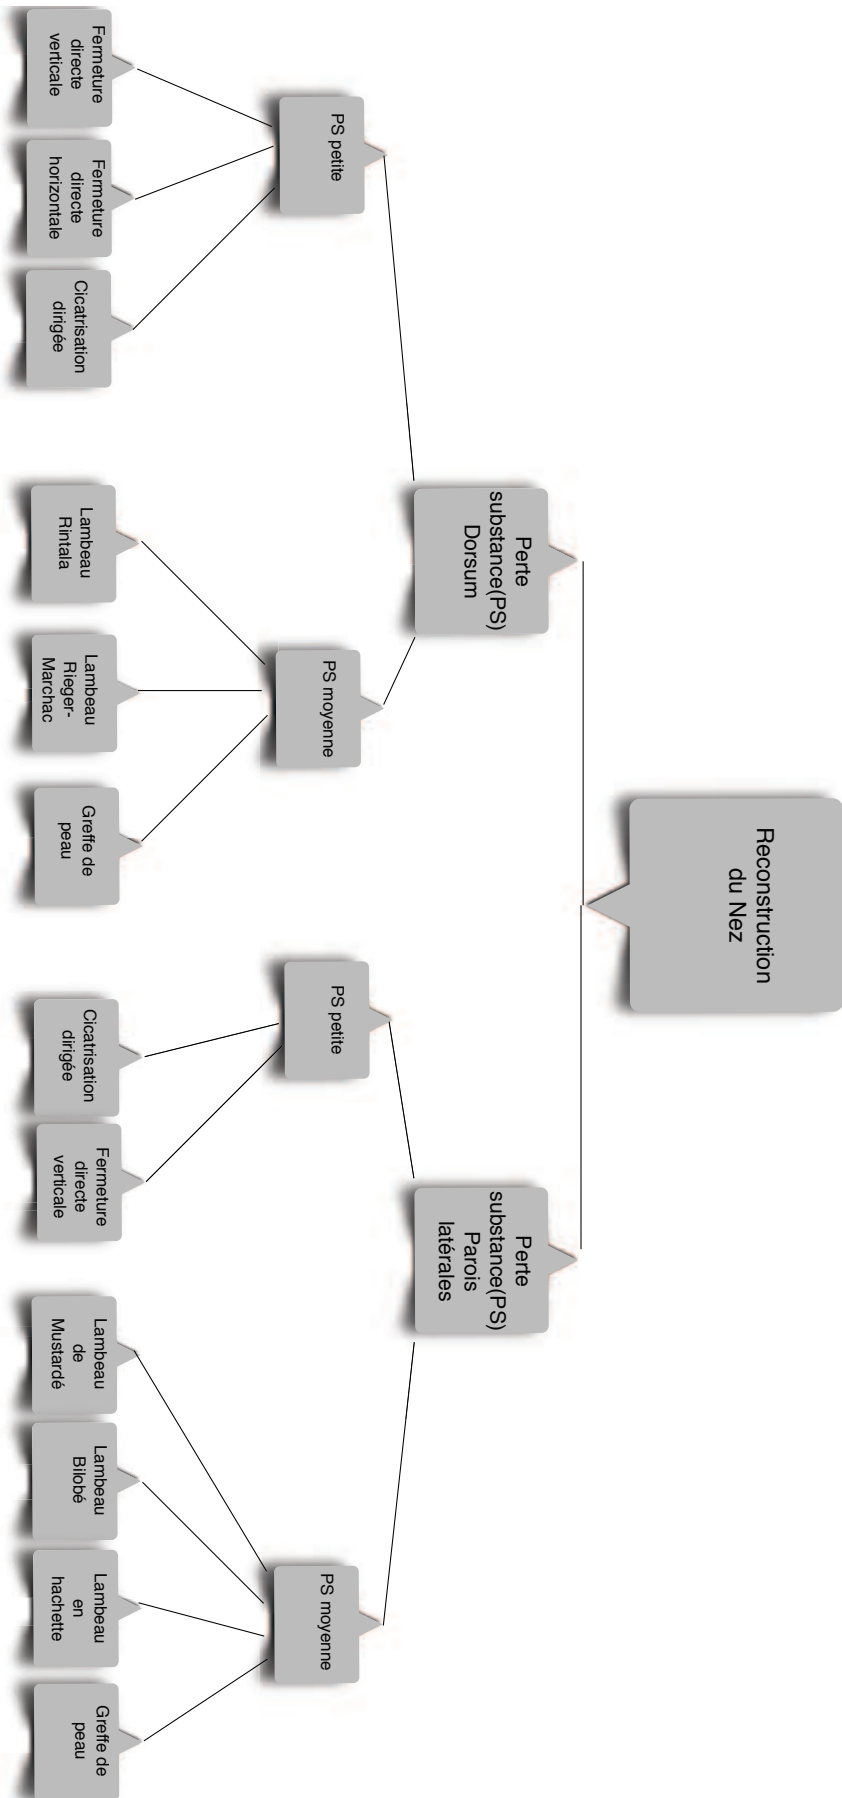 Reconstruction
du Nez
Perte
substance(PS)
Dorsum
Perte
substance(PS)
Parois
latérales
PS petite
PS moyenne
PS petite
PS moyenne
Fermeture
directe
verticale
Fermeture
directe
horizontale
Cicatrisation
dirigée
Lambeau
Rintala
Lambeau
Rieger-
Marchac
Greffe de
peau
Cicatrisation
dirigée
Fermeture
directe
verticale
Lambeau
de
Mustardé
Lambeau
Bilobé
Lambeau
en
hachette
Greffe de
peau